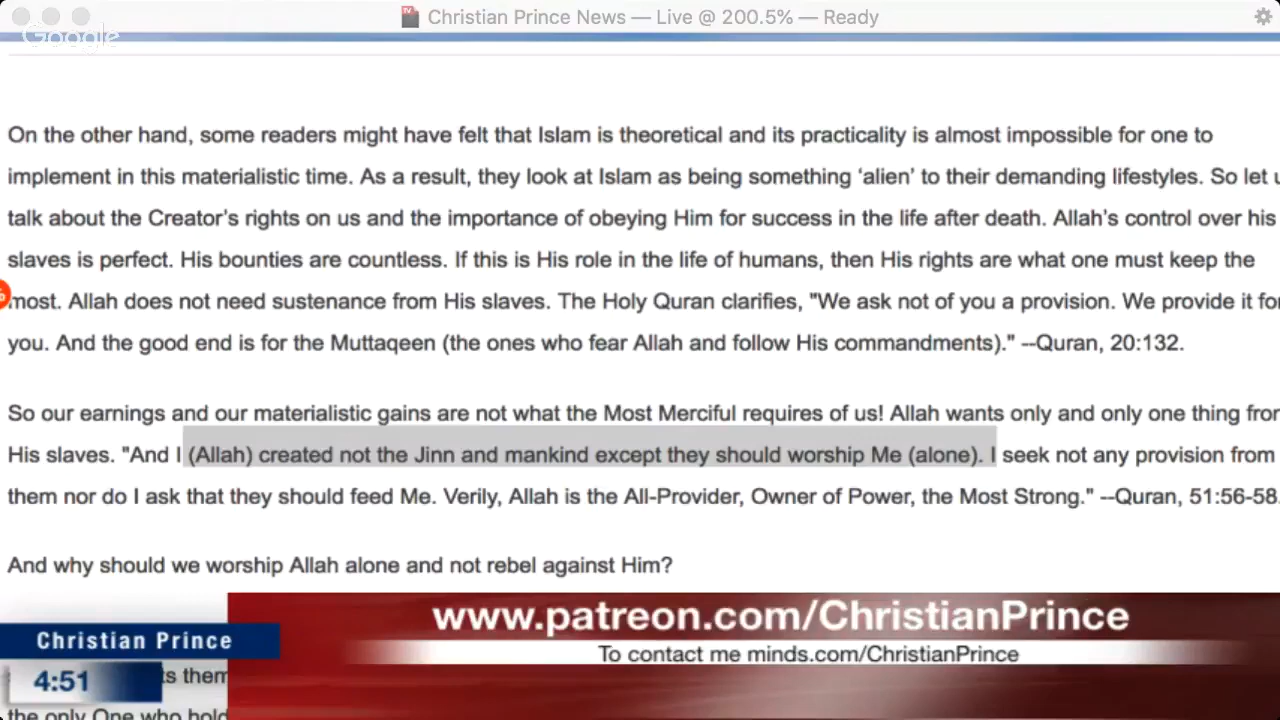 Christian Prince News — Live @ 200.5% — Ready
Google
On the other hand, some readers might have felt that Islam is theoretical and its practicality is almost impossible for one to
implement in this materialistic time. As a result, they look at Islam as being something ‘alien’ to their demanding lifestyles. So let
talk about the Creator’s rights on us and the importance of obeying Him for success in the life after death. Allah’s control over his
slaves is perfect. His bounties are countless. If this is His role in the life of humans, then His rights are what one must keep the
most. Allah does not need sustenance from His slaves. The Holy Quran clarifies, "We ask not of you a provision. We provide it for
you. And the good end is for the Muttaqeen (the ones who fear Allah and follow His commandments)." --Quran, 20:132.
So our earnings and our materialistic gains are not what the Most Merciful requires of us! Allah wants only and only one thing from
His slaves. "And I (Allah) created not the Jinn and mankind except they should worship Me (alone). I seek not any provision from
them nor do I ask that they should feed Me. Verily, Allah is the All-Provider, Owner of Power, the Most Strong." --Quran, 51:56-58.
And why should we worship Allah alone and not rebel against Him?
www.patreon.com/ChristianPrince
Christian Prince
To contact me minds.com/ChristianPrince
4:51
them
the only One who hold